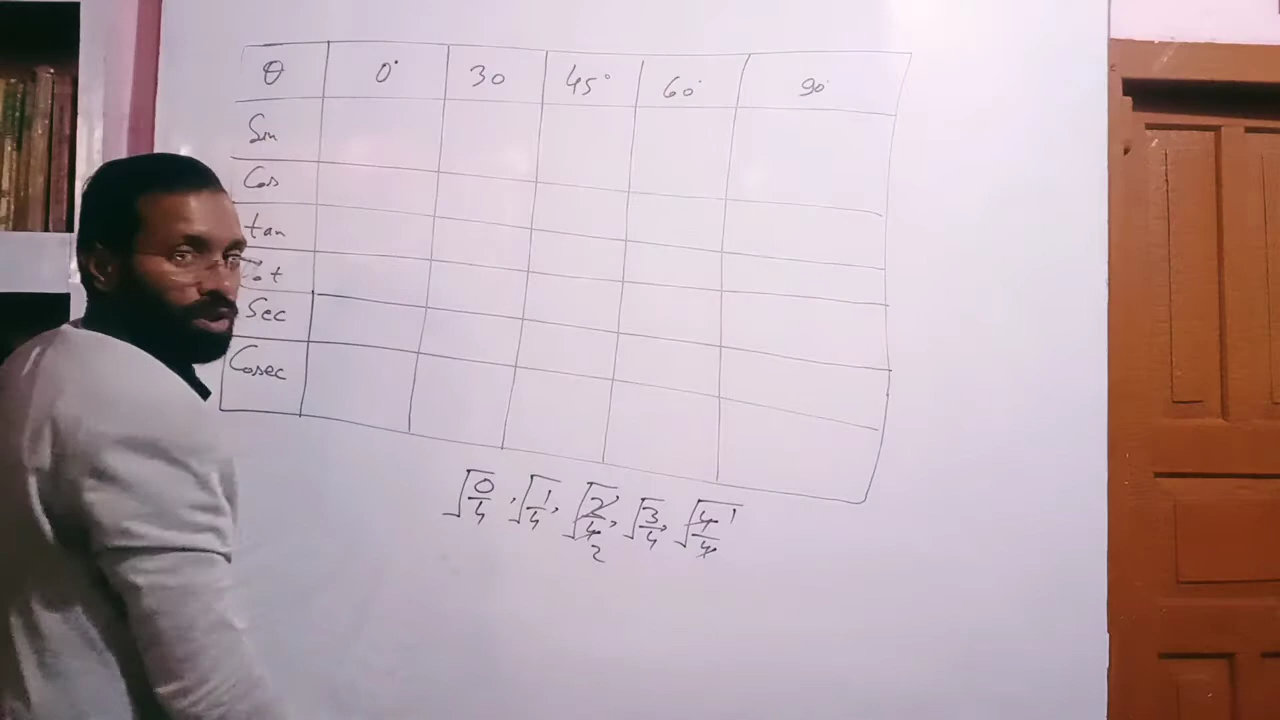 θ 0° 30 45° 60° 90°
Sin
Cos
tan
Cot
Sec
Cosec
√0/4, √1/4, √2/4 2, √3/4, √4/4 1